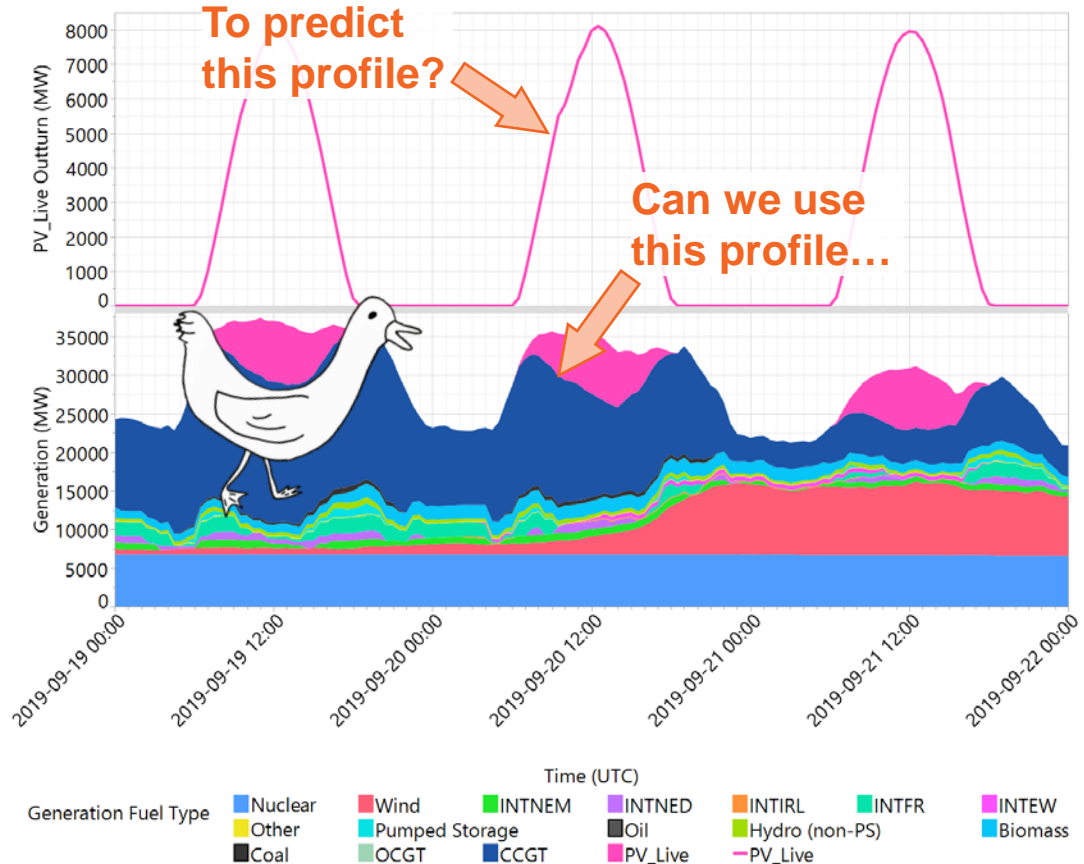 To predict
this profile?
Can we use
this profile…
PV_Live Outturn (MW)
8000
7000
6000
5000
4000
3000
2000
1000
0
Generation (MW)
35000
30000
25000
20000
15000
10000
5000
0
2019-09-19 00:00
2019-09-19 12:00
2019-09-20 00:00
2019-09-20 12:00
2019-09-21 00:00
2019-09-21 12:00
2019-09-22 00:00
Time (UTC)
Generation Fuel Type
Nuclear Wind INTNEM INTNED INTIRL INTFR INTEW
Other Pumped Storage Oil Hydro (non-PS) Biomass
Coal OCGT CCGT PV_Live PV_Live